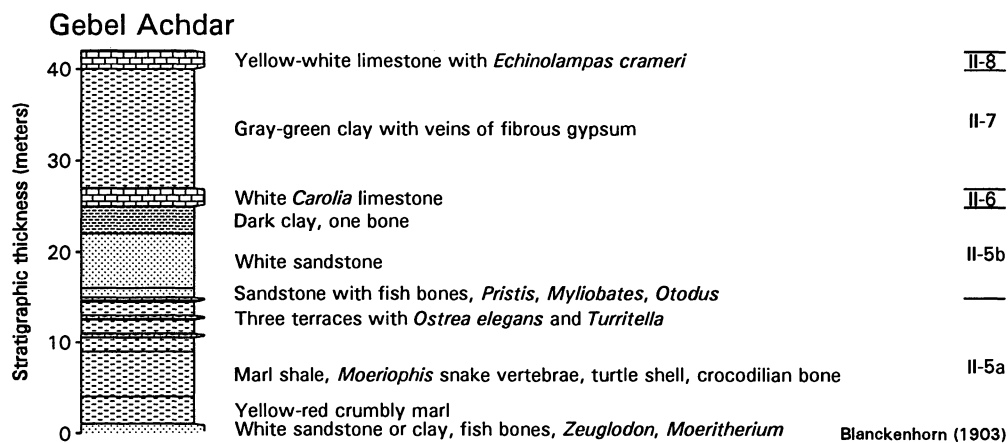 Gebel Achdar
Stratigraphic thickness (meters)
40
30
20
10
0
Yellow-white limestone with Echinolampas crameri II-8
Gray-green clay with veins of fibrous gypsum II-7
White Carolia limestone II-6
Dark clay, one bone
White sandstone II-5b
Sandstone with fish bones, Pristis, Myliobates, Otodus
Three terraces with Ostrea elegans and Turritella
Marl shale, Moeriophis snake vertebrae, turtle shell, crocodilian bone II-5a
Yellow-red crumbly marl
White sandstone or clay, fish bones, Zeuglodon, Moeritherium Blanckenhorn (1903)